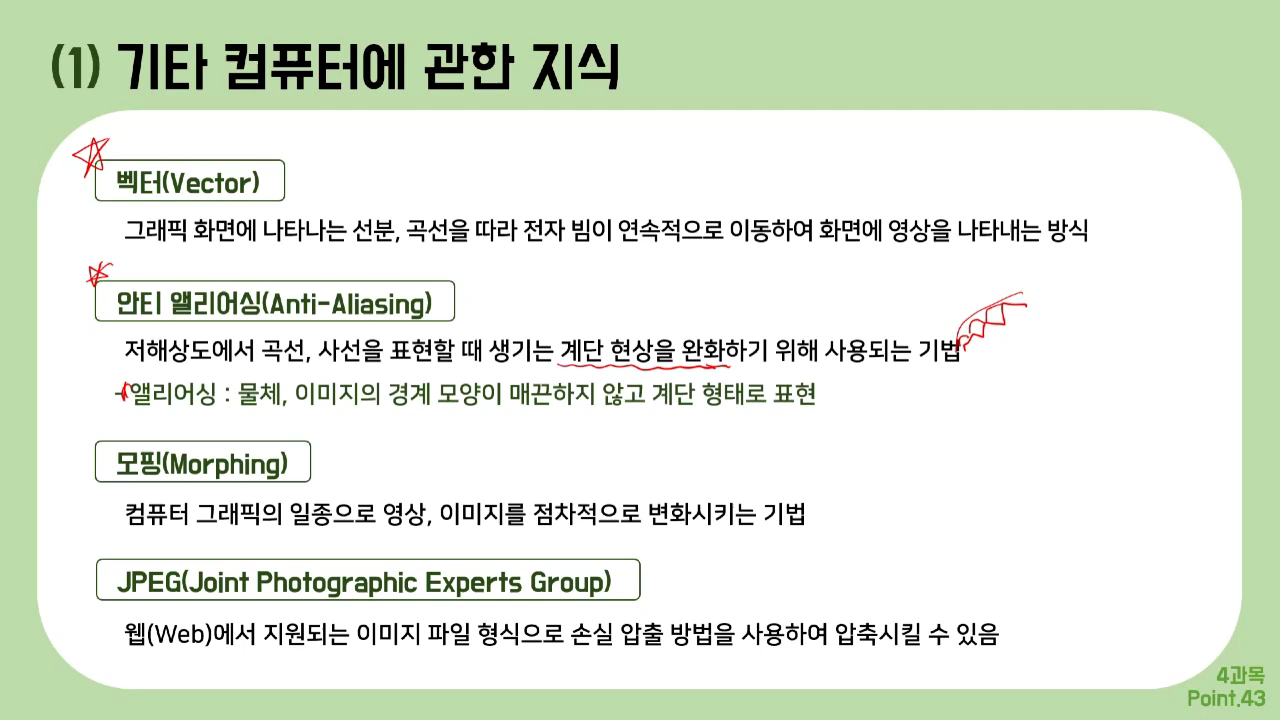 (1) 기타 컴퓨터에 관한 지식
벡터(Vector)
그래픽 화면에 나타나는 선분, 곡선을 따라 전자 빔이 연속적으로 이동하여 화면에 영상을 나타내는 방식
안티 앨리어싱(Anti-Aliasing)
저해상도에서 곡선, 사선을 표현할 때 생기는 계단 현상을 완화하기 위해 사용되는 기법
-앨리어싱 : 물체, 이미지의 경계 모양이 매끈하지 않고 계단 형태로 표현
모핑(Morphing)
컴퓨터 그래픽의 일종으로 영상, 이미지를 점차적으로 변화시키는 기법
JPEG(Joint Photographic Experts Group)
웹(Web)에서 지원되는 이미지 파일 형식으로 손실 압출 방법을 사용하여 압축시킬 수 있음
4과목
Point.43